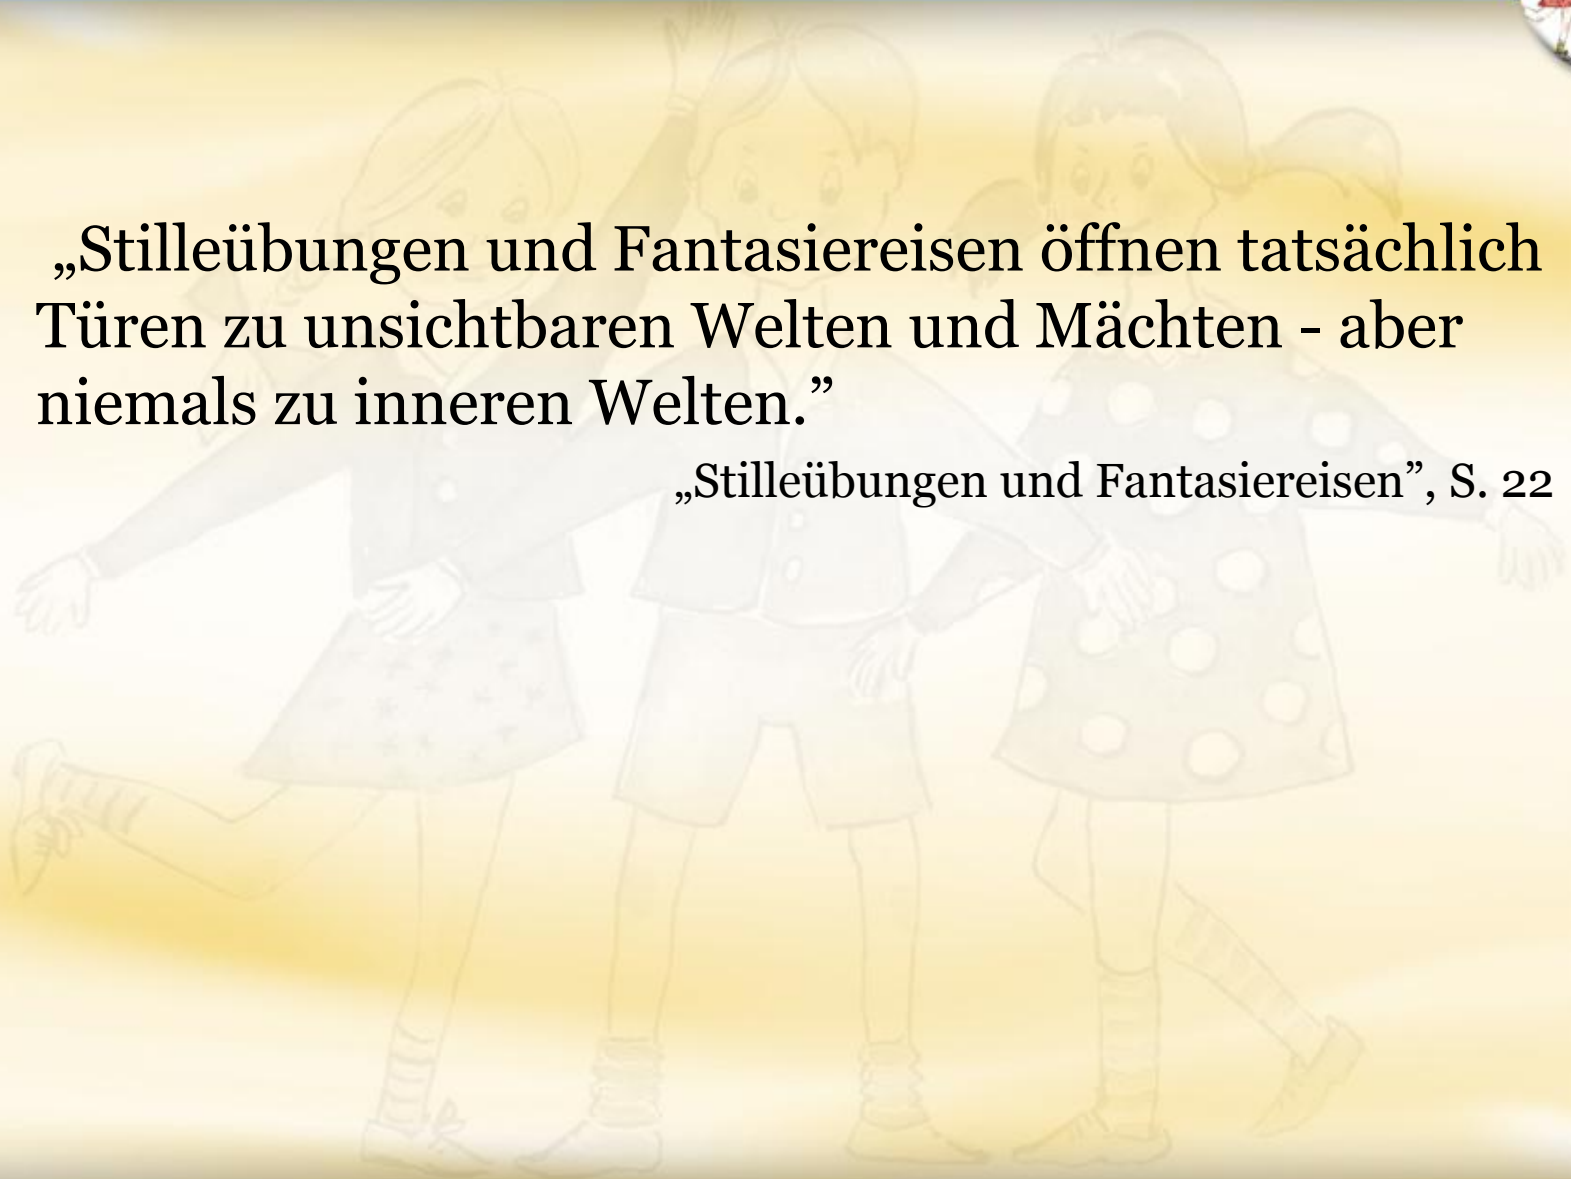 „Stilleübungen und Fantasiereisen öffnen tatsächlich
Türen zu unsichtbaren Welten und Mächten - aber
niemals zu inneren Welten.”
„Stilleübungen und Fantasiereisen”, S. 22